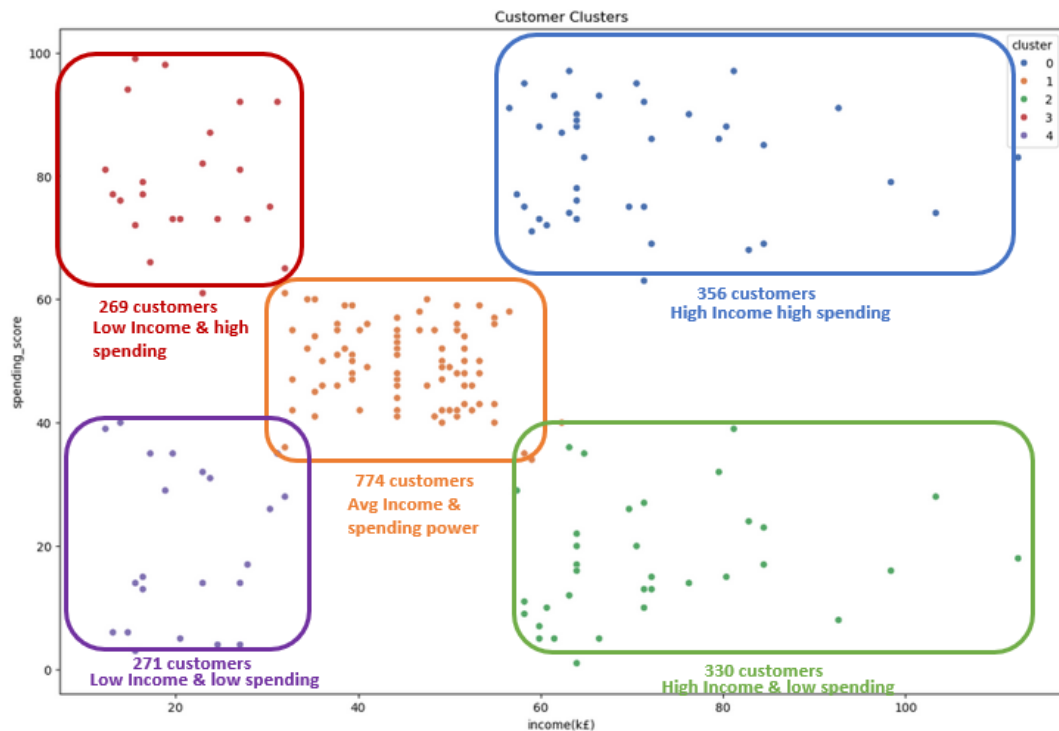 Customer Clusters
cluster
0
1
2
3
4
100
80
60
40
20
0
spending_score
269 customers
Low Income & high
spending
356 customers
High Income high spending
774 customers
Avg Income &
spending power
271 customers
Low Income & low spending
330 customers
High Income & low spending
20
40
60
80
100
income(k£)